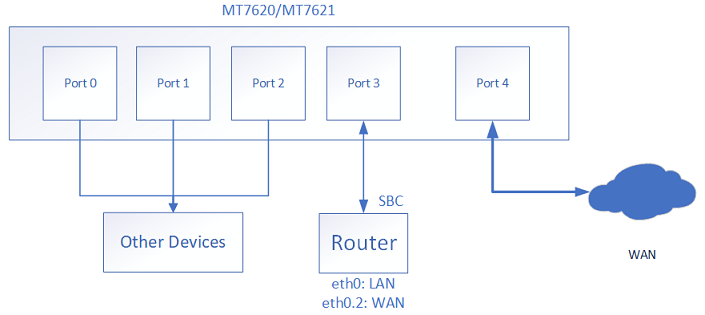 MT7620/MT7621
Port 0
Port 1
Port 2
Port 3
Port 4
SBC
Other Devices
Router
WAN
eth0: LAN
eth0.2: WAN